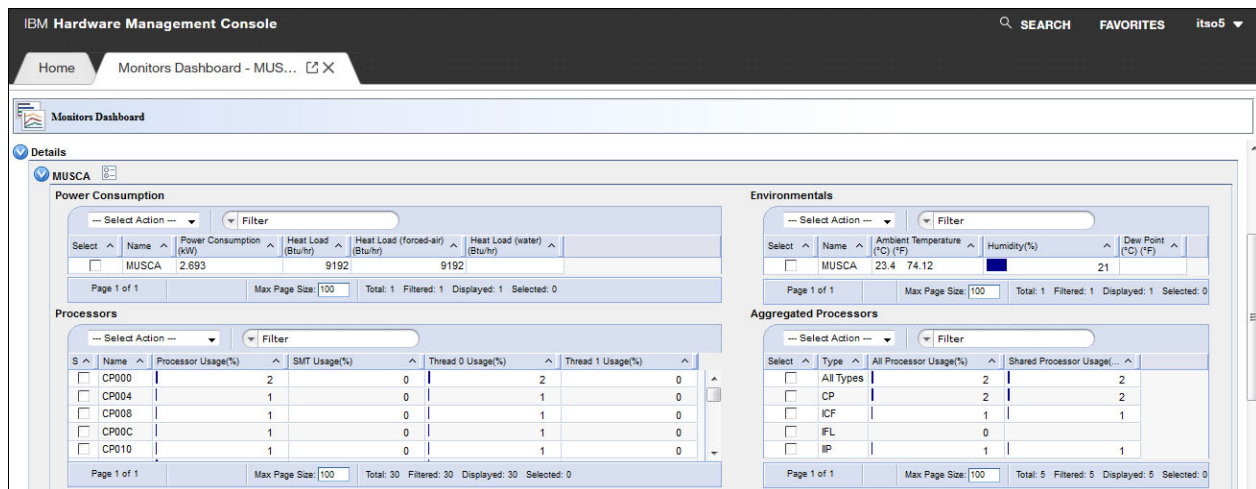 IBM Hardware Management Console SEARCH FAVORITES itso5
Home Monitors Dashboard - MUS...
Monitors Dashboard
Details
MUSCA
Power Consumption
--- Select Action --- Filter
Select Name Power Consumption (kW) Heat Load (Btu/hr) Heat Load (forced-air) (Btu/hr) Heat Load (water) (Btu/hr)
MUSCA 2.693 9192 9192
Page 1 of 1 Max Page Size: 100 Total: 1 Filtered: 1 Displayed: 1 Selected: 0
Environmentals
--- Select Action --- Filter
Select Name Ambient Temperature (°C) (°F) Humidity(%) Dew Point (°C) (°F)
MUSCA 23.4 74.12 21
Page 1 of 1 Max Page Size: 100 Total: 1 Filtered: 1 Displayed: 1 Selected: 0
Processors
--- Select Action --- Filter
S Name Processor Usage(%) SMT Usage(%) Thread 0 Usage(%) Thread 1 Usage(%)
CP000 2 0 2 0
CP004 1 0 1 0
CP008 1 0 1 0
CP00C 1 0 1 0
CP010 1 0 1 0
Page 1 of 1 Max Page Size: 100 Total: 30 Filtered: 30 Displayed: 30 Selected: 0
Aggregated Processors
--- Select Action --- Filter
Select Type All Processor Usage(%) Shared Processor Usage(...
All Types 2 2
CP 2 2
ICF 1 1
IFL 0
IIP 1 1
Page 1 of 1 Max Page Size: 100 Total: 5 Filtered: 5 Displayed: 5 Selected: 0